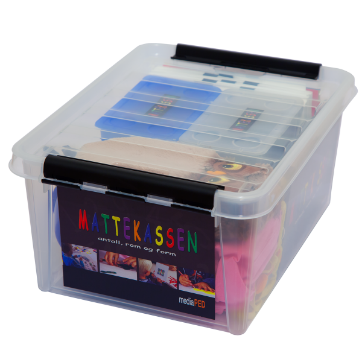 MATTEKASSEN
antall, rom og form
mediaPED